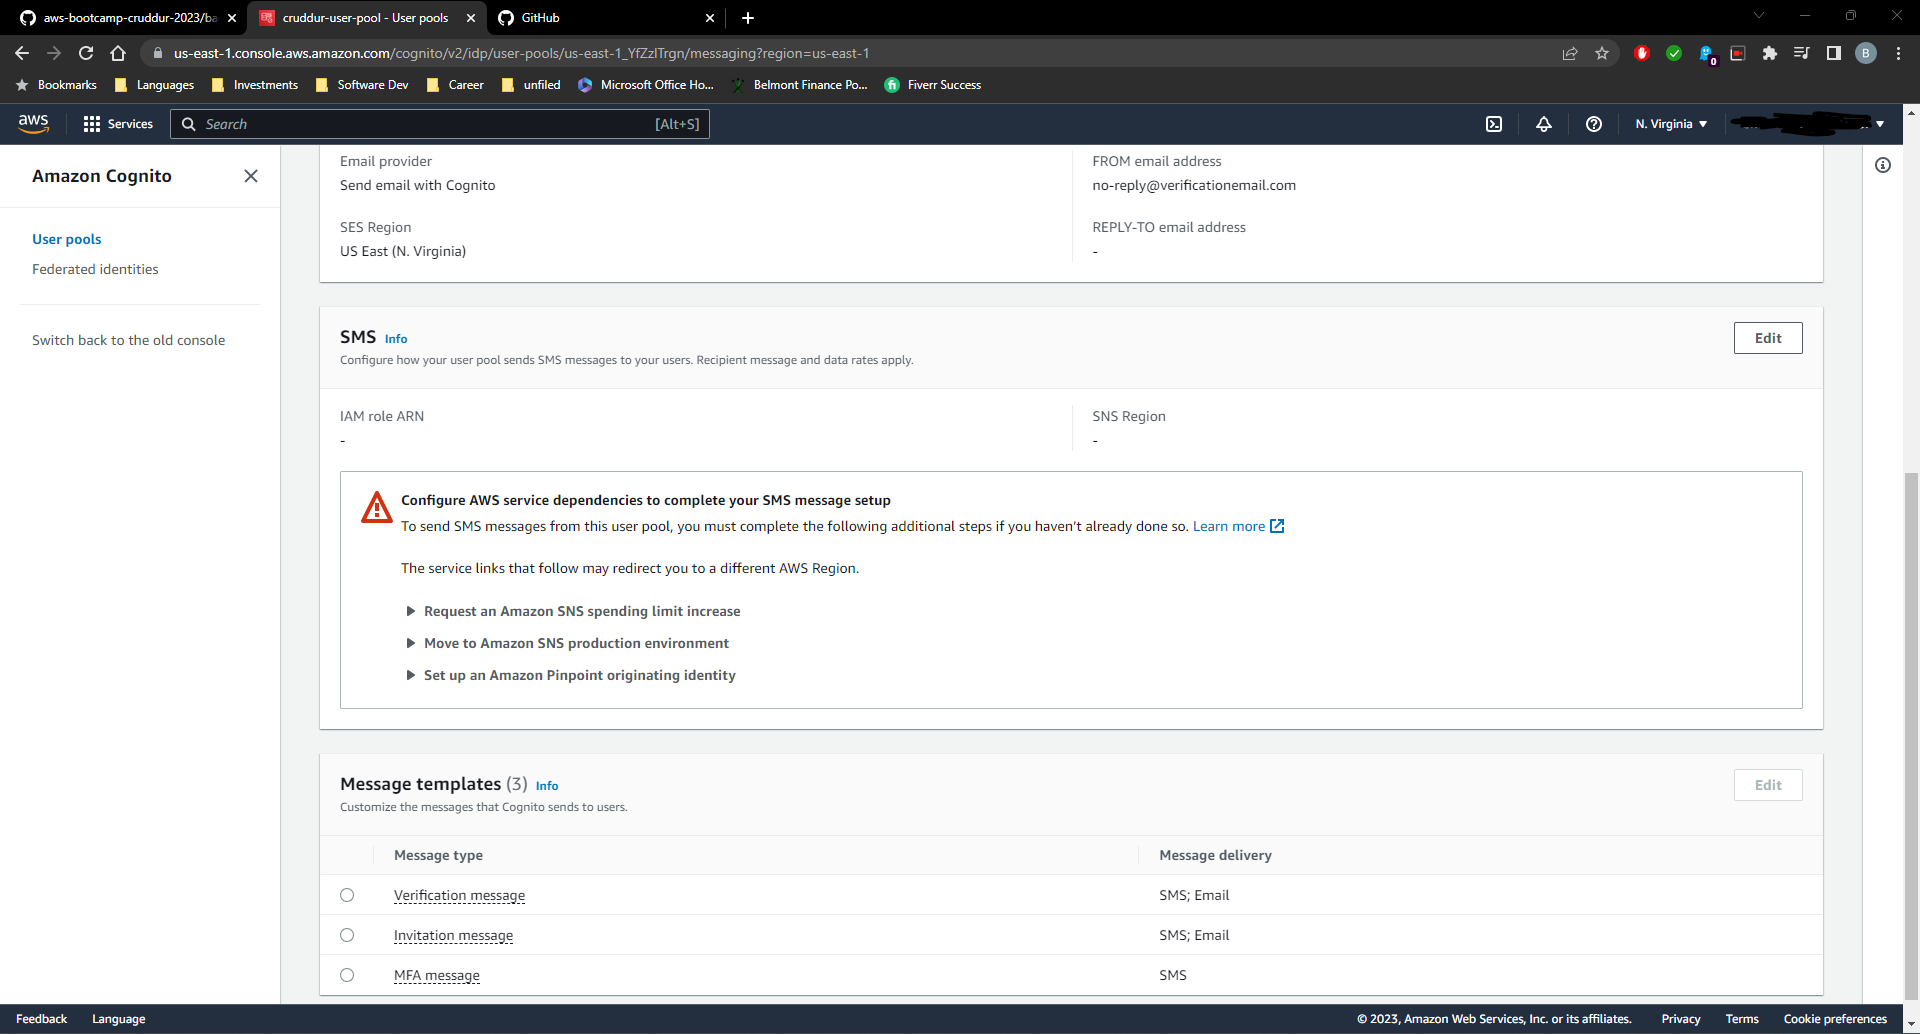 aws-bootcamp-cruddur-2023/ba
cruddur-user-pool - User pools
GitHub
us-east-1.console.aws.amazon.com/cognito/v2/idp/user-pools/us-east-1_YfZzlTrgn/messaging?region=us-east-1
0
B
Bookmarks
Languages
Investments
Software Dev
Career
unfiled
Microsoft Office Ho...
Belmont Finance Po...
Fiverr Success
aws
Services
Search
[Alt+S]
N. Virginia
Amazon Cognito
User pools
Federated identities
Switch back to the old console
Email provider
Send email with Cognito
FROM email address
no-reply@verificationemail.com
SES Region
US East (N. Virginia)
REPLY-TO email address
-
SMS Info
Configure how your user pool sends SMS messages to your users. Recipient message and data rates apply.
Edit
IAM role ARN
-
SNS Region
-
Configure AWS service dependencies to complete your SMS message setup
To send SMS messages from this user pool, you must complete the following additional steps if you haven't already done so. Learn more
The service links that follow may redirect you to a different AWS Region.
Request an Amazon SNS spending limit increase
Move to Amazon SNS production environment
Set up an Amazon Pinpoint originating identity
Message templates (3) Info
Customize the messages that Cognito sends to users.
Edit
Message type
Message delivery
Verification message
SMS; Email
Invitation message
SMS; Email
MFA message
SMS
Feedback
Language
© 2023, Amazon Web Services, Inc. or its affiliates.
Privacy
Terms
Cookie preferences